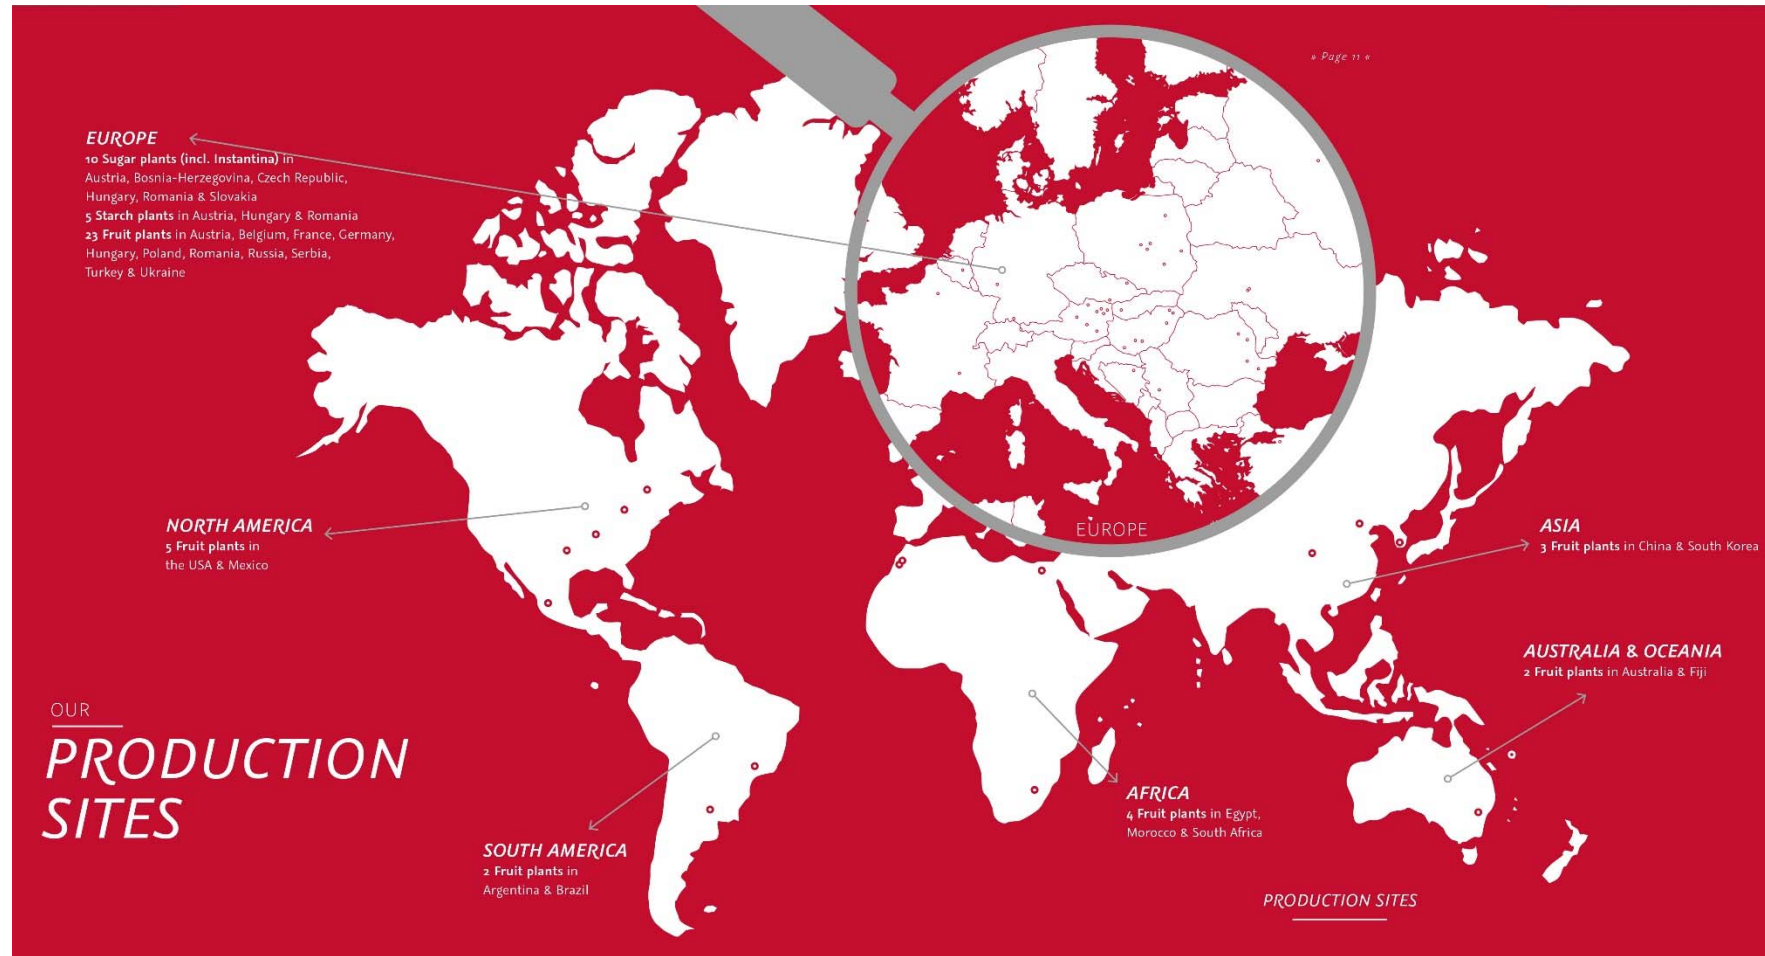 » Page 11 «
EUROPE
10 Sugar plants (incl. Instantina) in
Austria, Bosnia-Herzegovina, Czech Republic,
Hungary, Romania & Slovakia
5 Starch plants in Austria, Hungary & Romania
23 Fruit plants in Austria, Belgium, France, Germany,
Hungary, Poland, Romania, Russia, Serbia,
Turkey & Ukraine
NORTH AMERICA
5 Fruit plants in
the USA & Mexico
EUROPE
ASIA
3 Fruit plants in China & South Korea
AUSTRALIA & OCEANIA
2 Fruit plants in Australia & Fiji
OUR
PRODUCTION
SITES
AFRICA
4 Fruit plants in Egypt,
Morocco & South Africa
SOUTH AMERICA
2 Fruit plants in
Argentina & Brazil
PRODUCTION SITES